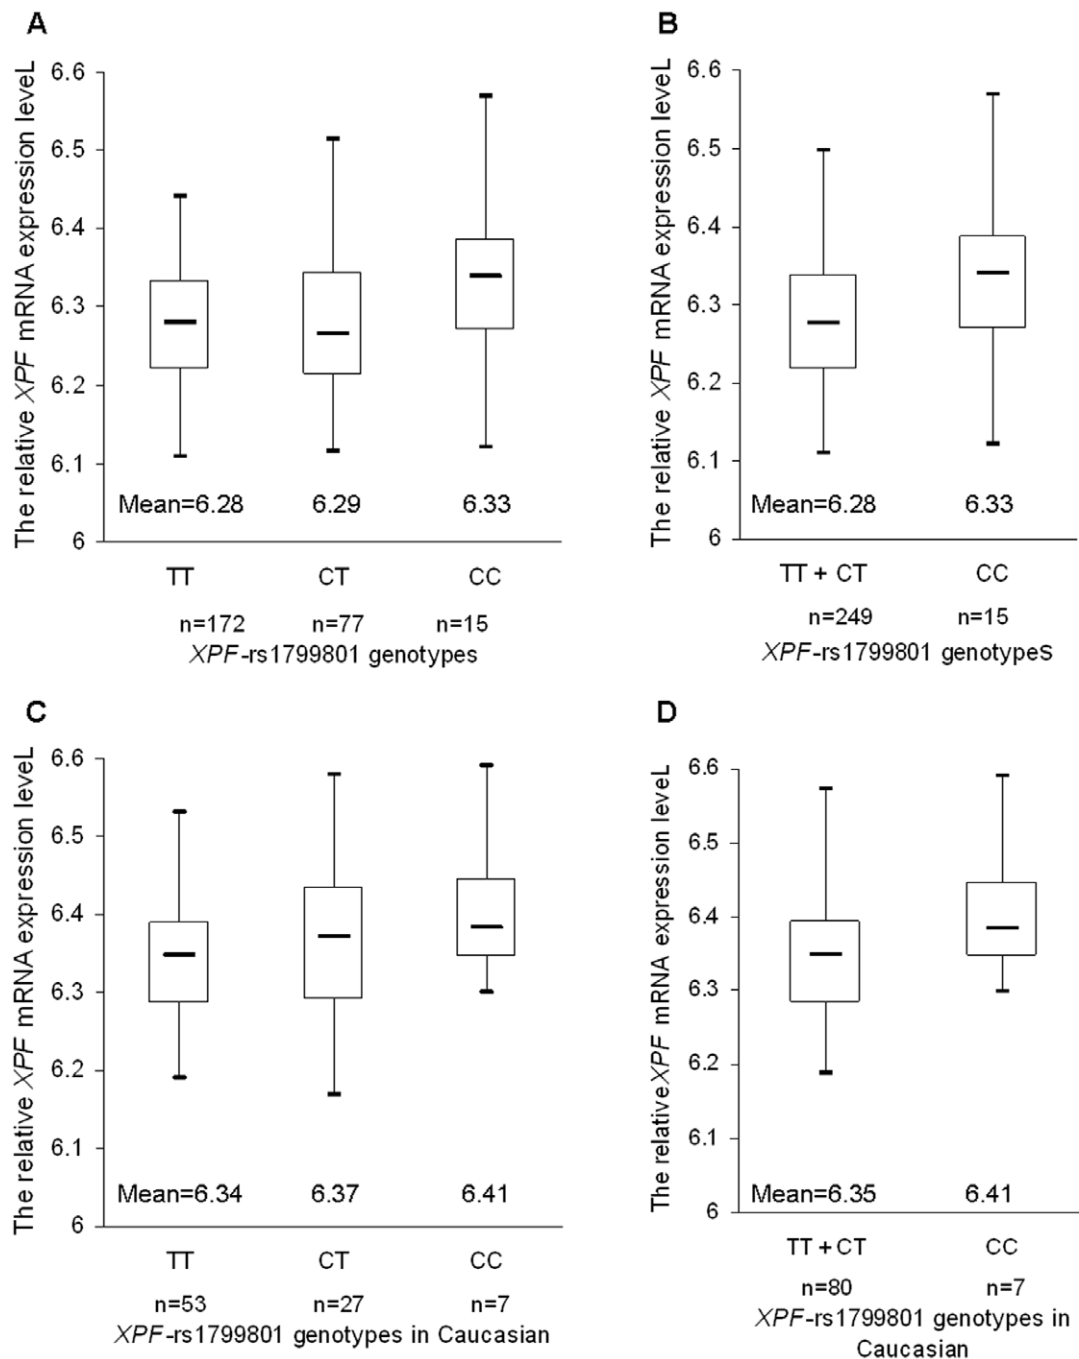 A
The relative XPF mRNA expression leveL
6.6
6.5
6.4
6.3
6.2
6.1
6
Mean=6.28 6.29 6.33
TT CT CC
n=172 n=77 n=15
XPF-rs1799801 genotypes
B
The relative XPF mRNA expression level
6.6
6.5
6.4
6.3
6.2
6.1
6
Mean=6.28 6.33
TT + CT CC
n=249 n=15
XPF-rs1799801 genotypeS
C
The relative XPF mRNA expression leveL
6.6
6.5
6.4
6.3
6.2
6.1
6
Mean=6.34 6.37 6.41
TT CT CC
n=53 n=27 n=7
XPF-rs1799801 genotypes in Caucasian
D
The relativeXPF mRNA expression leveL
6.6
6.5
6.4
6.3
6.2
6.1
6
Mean=6.35 6.41
TT + CT CC
n=80 n=7
XPF-rs1799801 genotypes in
Caucasian